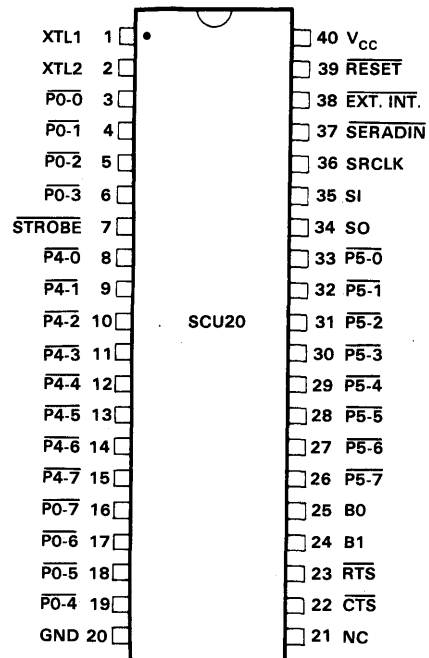 XTL1 1 40 VCC
XTL2 2 39 RESET
P0-0 3 38 EXT. INT.
P0-1 4 37 SERADIN
P0-2 5 36 SRCLK
P0-3 6 35 SI
STROBE 7 34 SO
P4-0 8 33 P5-0
P4-1 9 32 P5-1
P4-2 10 SCU20 31 P5-2
P4-3 11 30 P5-3
P4-4 12 29 P5-4
P4-5 13 28 P5-5
P4-6 14 27 P5-6
P4-7 15 26 P5-7
P0-7 16 25 B0
P0-6 17 24 B1
P0-5 18 23 RTS
P0-4 19 22 CTS
GND 20 21 NC